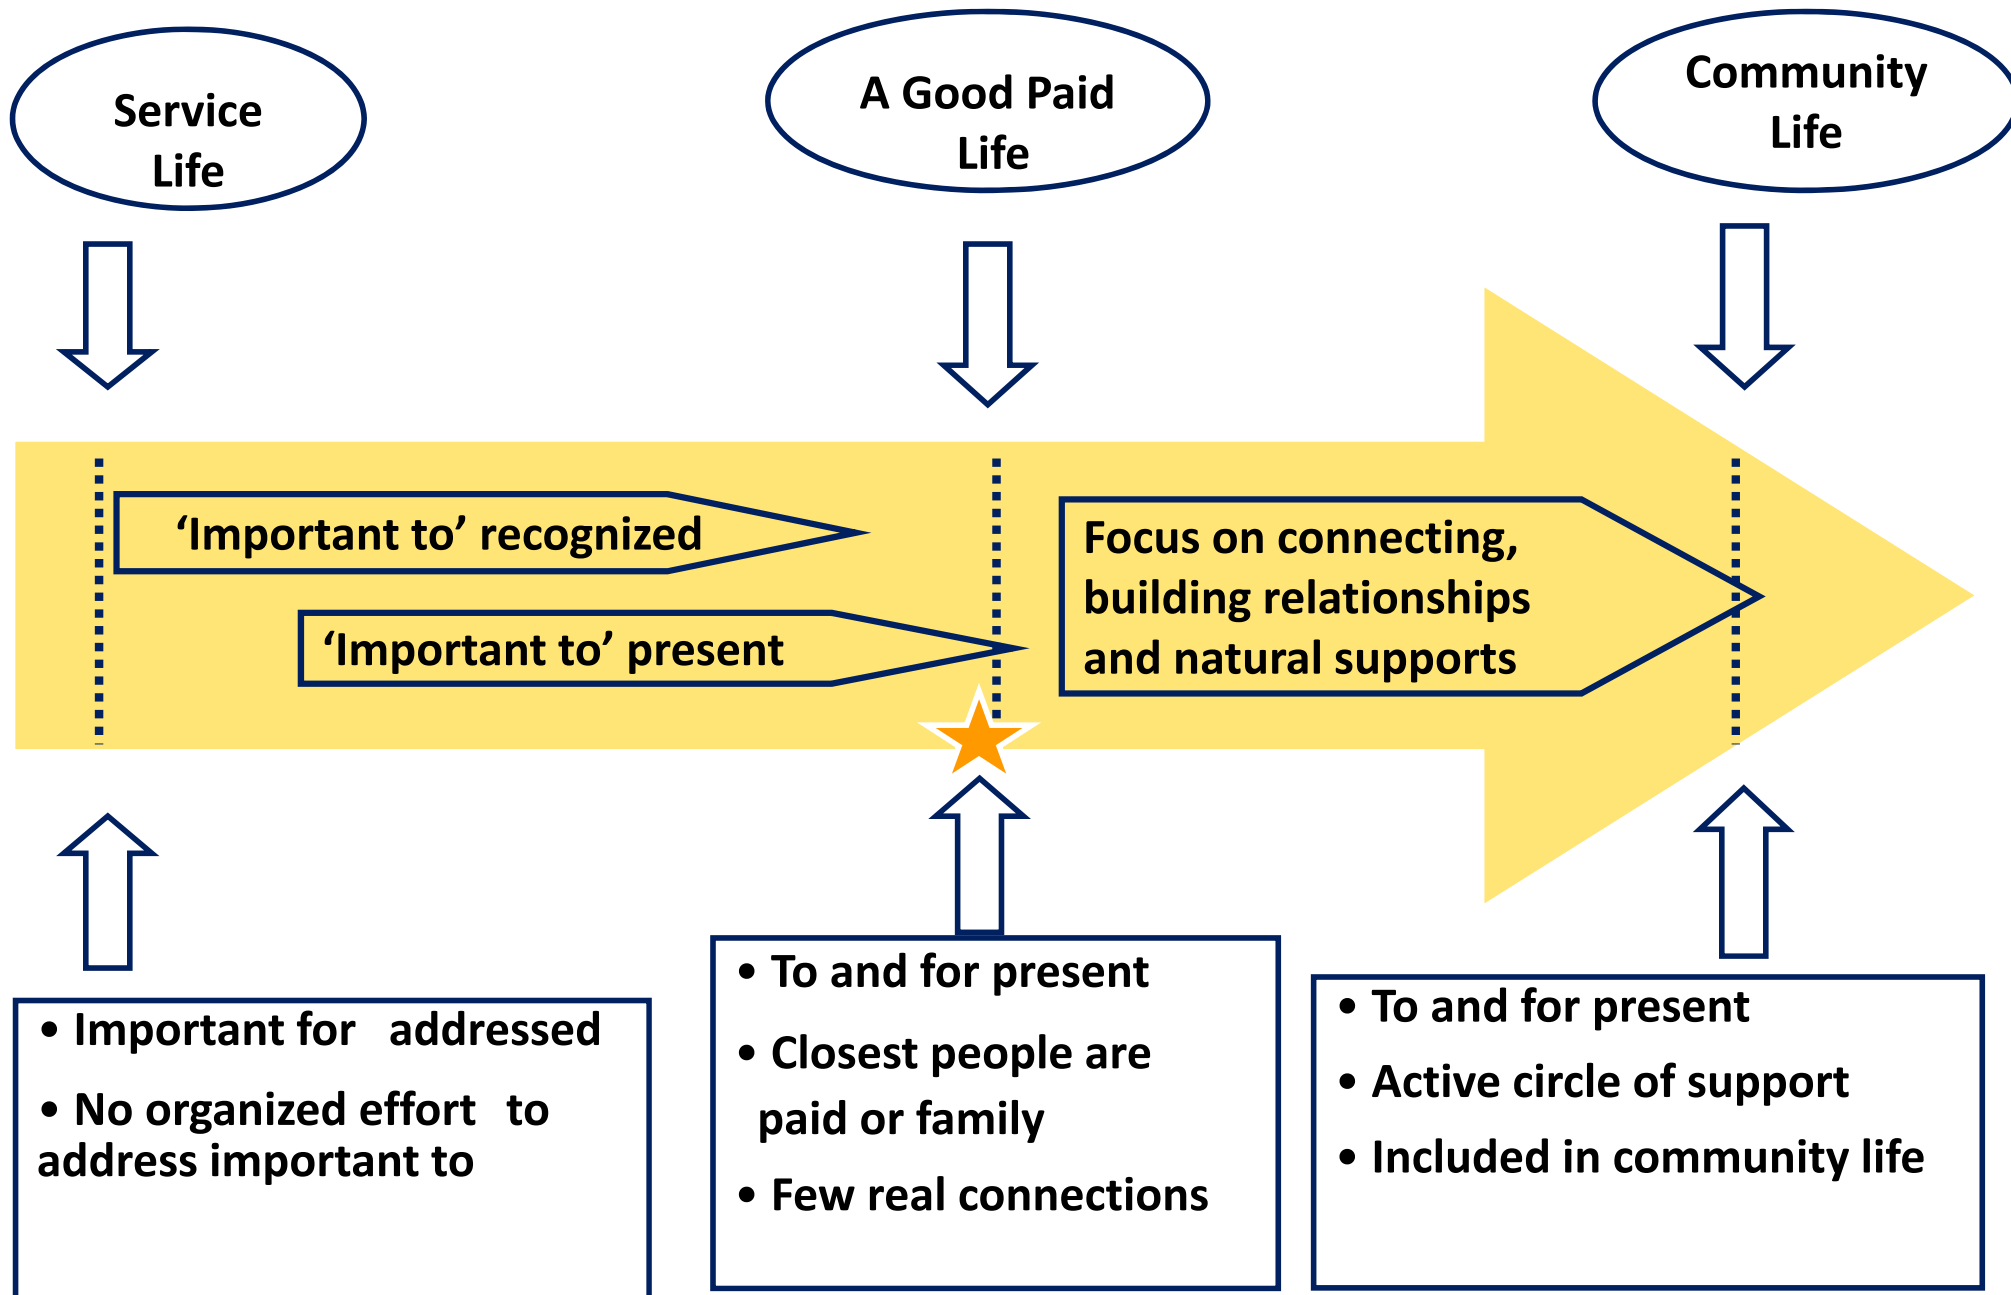 Service
Life
A Good Paid
Life
Community
Life
‘Important to’ recognized
‘Important to’ present
Focus on connecting,
building relationships
and natural supports
• Important for addressed
• No organized effort to
address important to
• To and for present
• Closest people are
paid or family
• Few real connections
• To and for present
• Active circle of support
• Included in community life